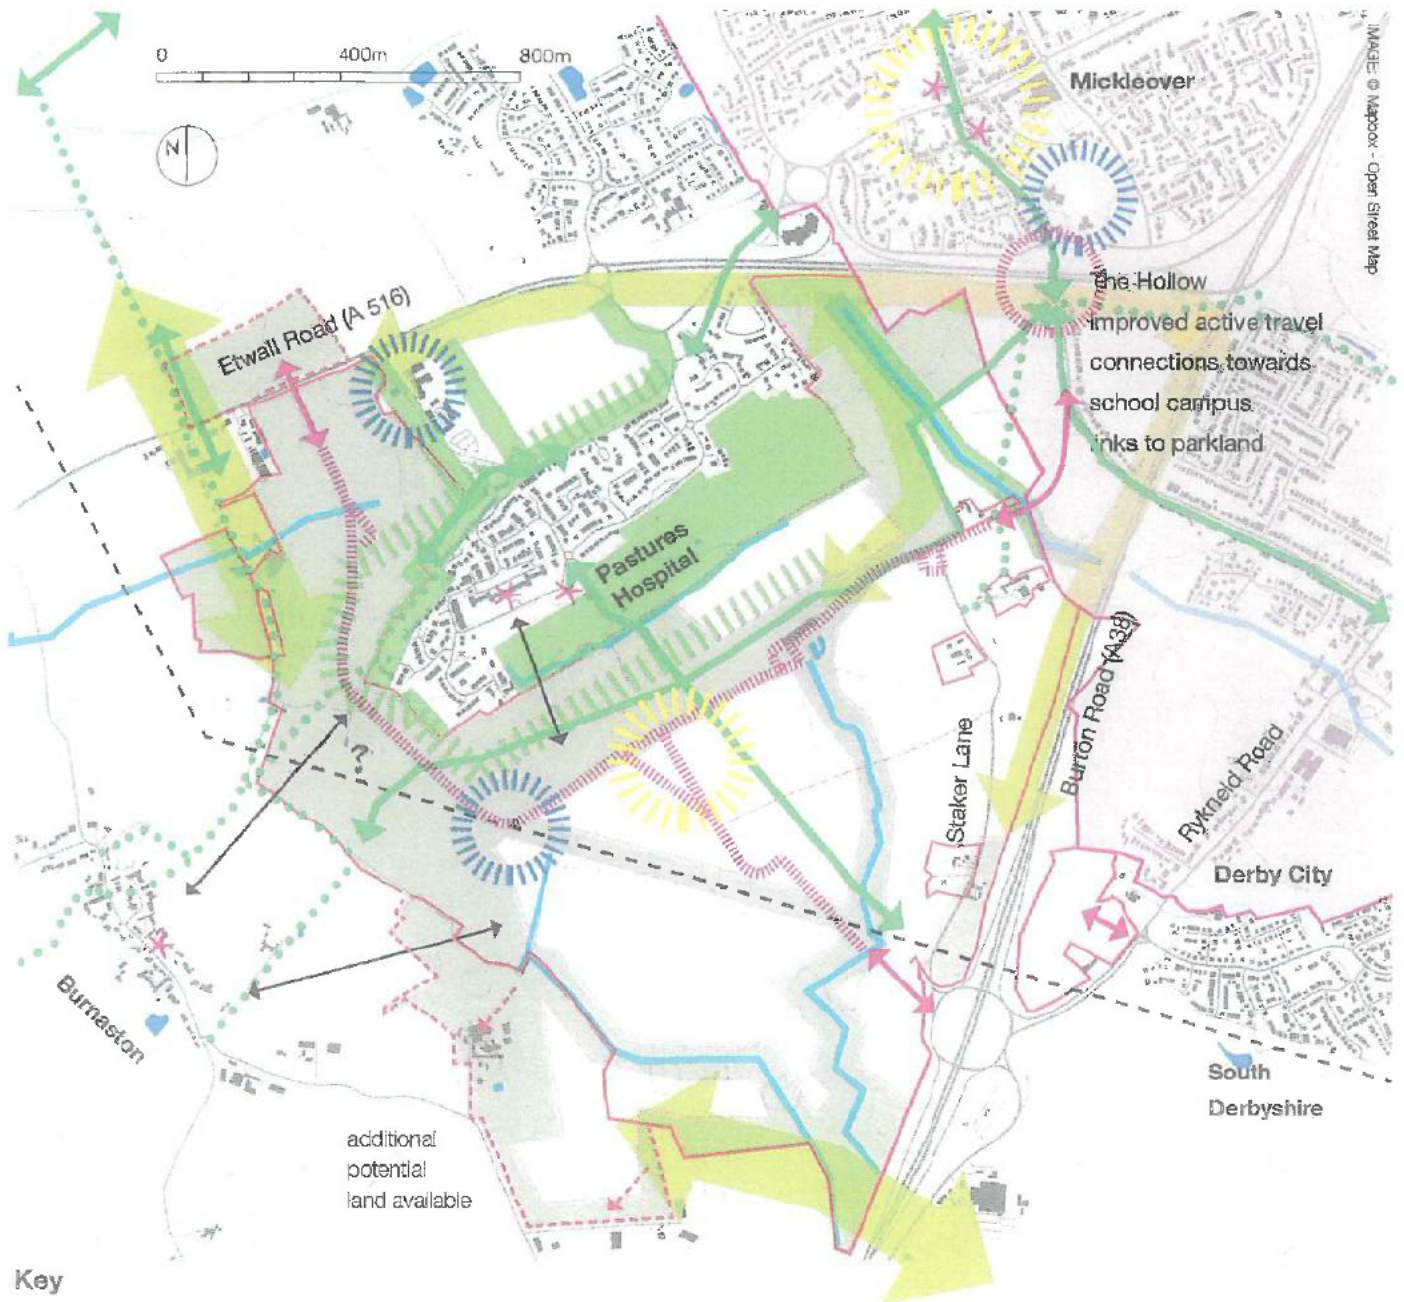 0 400m 800m
N
Mickleover
IMAGE: © Mapbox - Open Street Map
Etwall Road (A 516)
the Hollow
improved active travel
connections towards
school campus
inks to parkland
Pastures
Hospital
?
Staker Lane
Burton Road (A38)
Rykneld Road
Derby City
Burnaston
South
Derbyshire
additional
potential
land available
Key